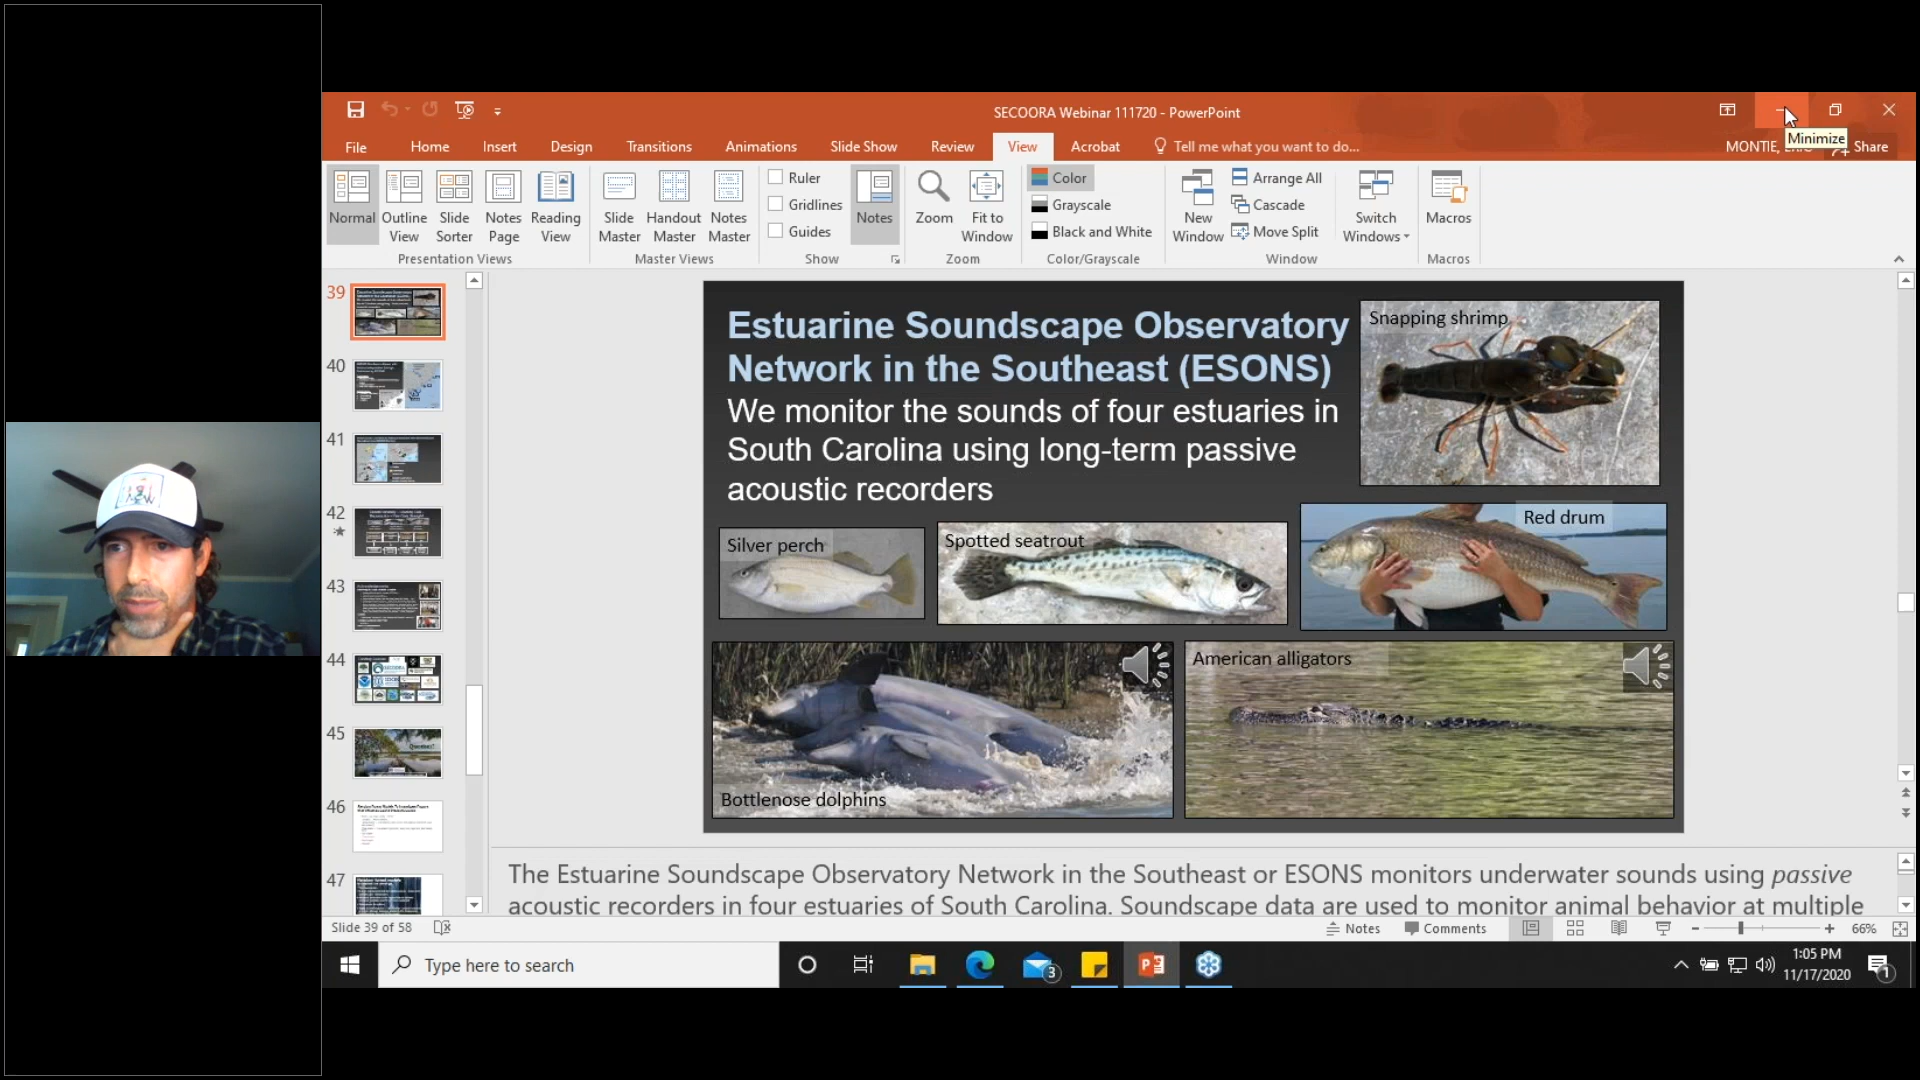 SECOORA Webinar 111720 - PowerPoint
File
Home
Insert
Design
Transitions
Animations
Slide Show
Review
View
Acrobat
Tell me what you want to do...
MONTIE, ERIC
Minimize
Share
Normal
Outline View
Slide Sorter
Notes Page
Reading View
Presentation Views
Slide Master
Handout Master
Notes Master
Master Views
Ruler
Gridlines
Guides
Show
Notes
Zoom
Fit to Window
Zoom
Color
Grayscale
Black and White
Color/Grayscale
New Window
Arrange All
Cascade
Move Split
Switch Windows
Window
Macros
Macros
39
40
41
42
43
44
45
46
47
Estuarine Soundscape Observatory
Network in the Southeast (ESONS)
We monitor the sounds of four estuaries in
South Carolina using long-term passive
acoustic recorders
Snapping shrimp
Silver perch
Spotted seatrout
Red drum
Bottlenose dolphins
American alligators
The Estuarine Soundscape Observatory Network in the Southeast or ESONS monitors underwater sounds using passive
acoustic recorders in four estuaries of South Carolina. Soundscape data are used to monitor animal behavior at multiple
Slide 39 of 58
Notes
Comments
66%
Type here to search
3
1:05 PM
11/17/2020
1